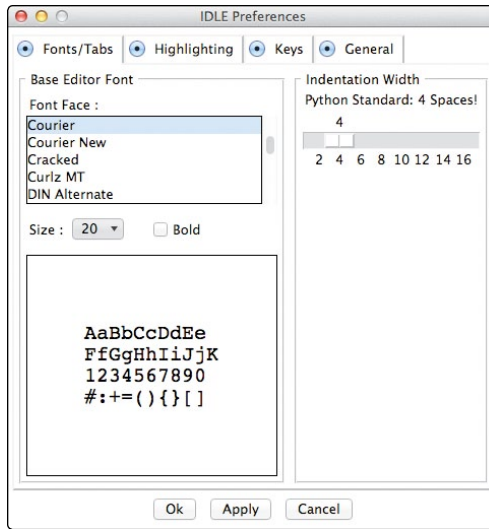 IDLE Preferences
Fonts/Tabs Highlighting Keys General
Base Editor Font
Font Face :
Courier
Courier New
Cracked
Curlz MT
DIN Alternate
Size : 20 Bold
AaBbCcDdEe
FfGgHhIiJjK
1234567890
#:+=(){}[]
Indentation Width
Python Standard: 4 Spaces!
4
2 4 6 8 10 12 14 16
Ok Apply Cancel